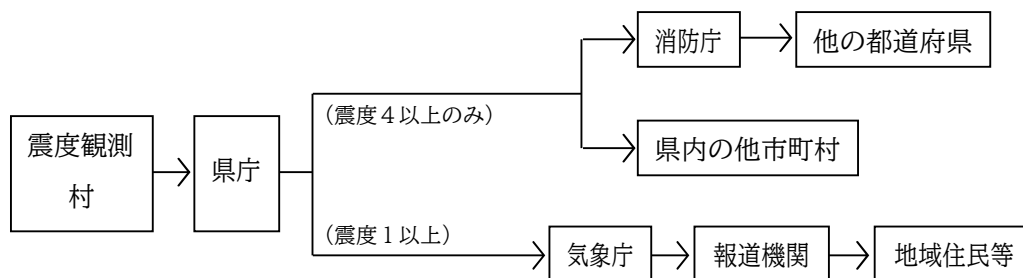 消防庁
他の都道府県
（震度４以上のみ）
震度観測
村
県庁
県内の他市町村
（震度１以上）
気象庁
報道機関
地域住民等